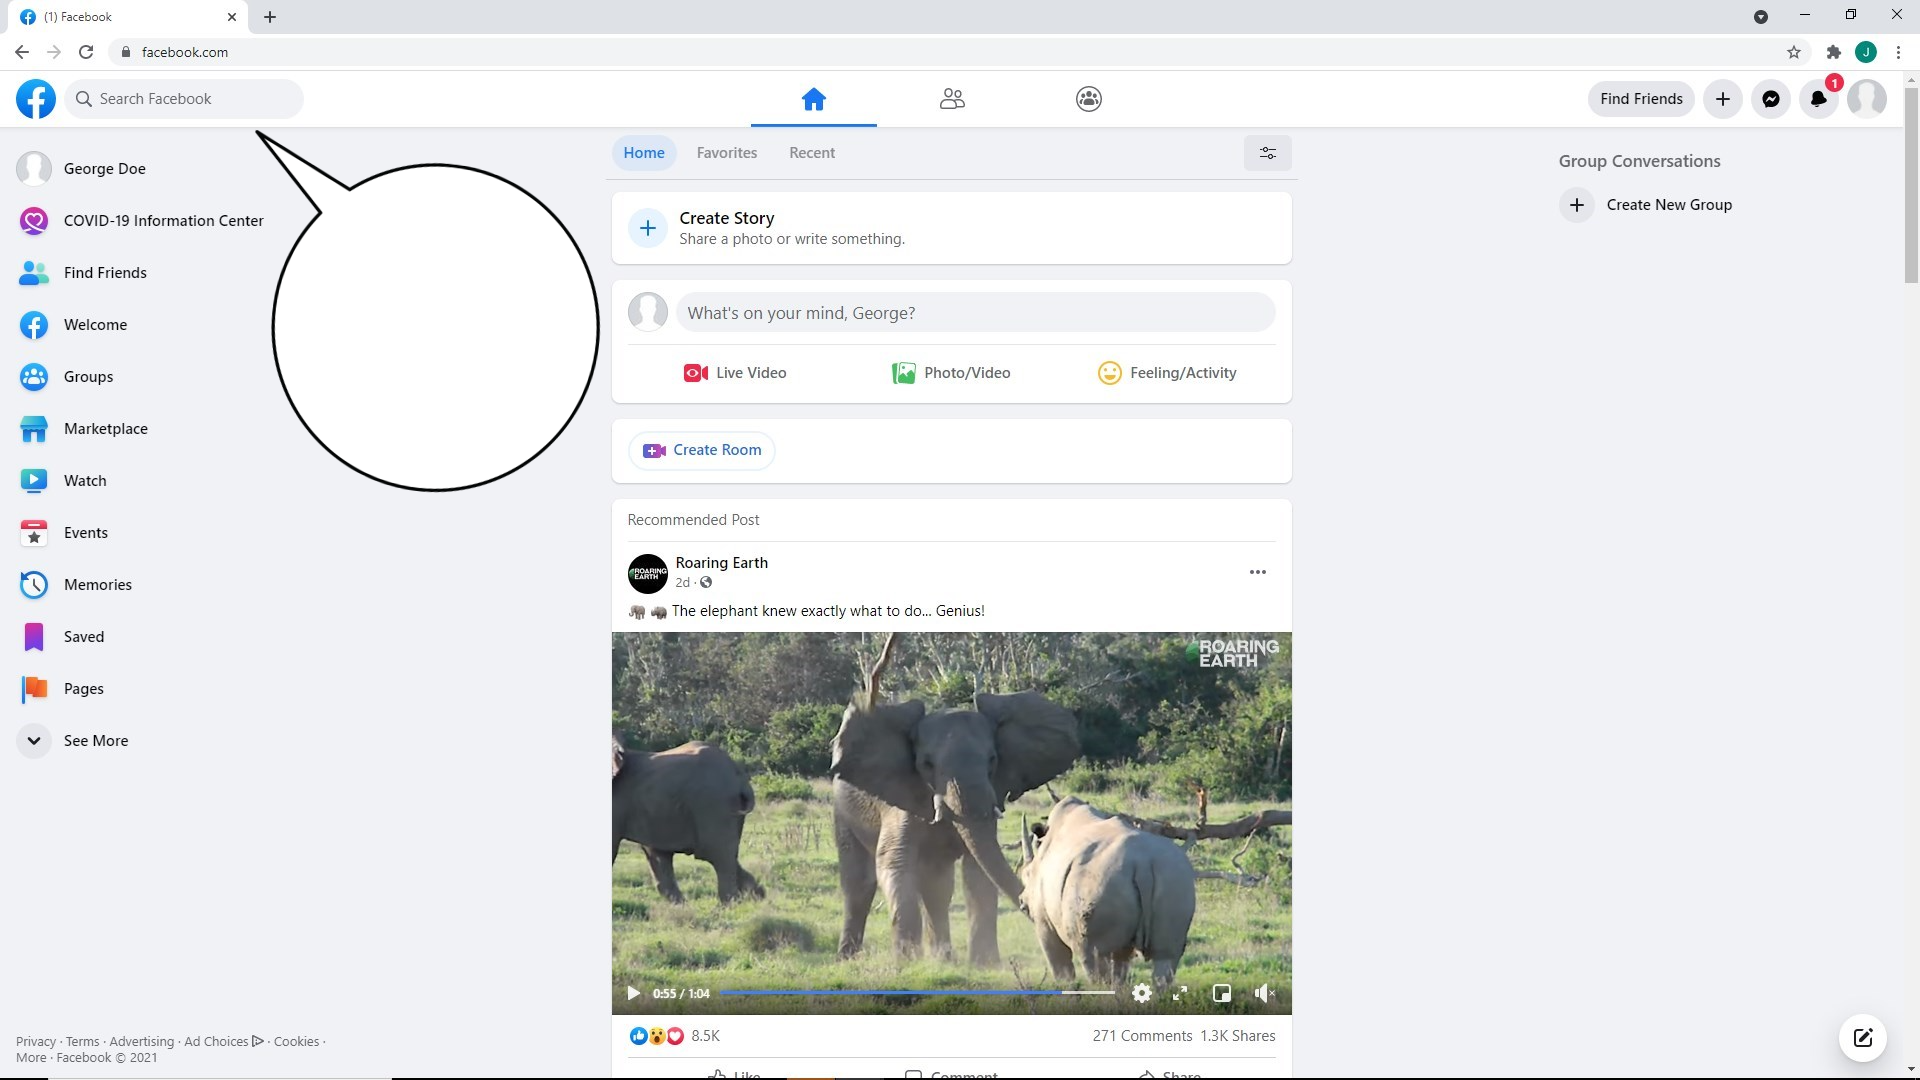 (1) Facebook
facebook.com
J
Search Facebook
Find Friends
1
George Doe
COVID-19 Information Center
Find Friends
Welcome
Groups
Marketplace
Watch
Events
Memories
Saved
Pages
See More
Privacy · Terms · Advertising · Ad Choices · Cookies ·
More · Facebook © 2021
Home Favorites Recent
Create Story
Share a photo or write something.
What's on your mind, George?
Live Video Photo/Video Feeling/Activity
Create Room
Recommended Post
ROARING
EARTH
Roaring Earth
2d ·
The elephant knew exactly what to do... Genius!
ROARING
EARTH
0:55 / 1:04
8.5K 271 Comments 1.3K Shares
Like Comment Share
Group Conversations
Create New Group